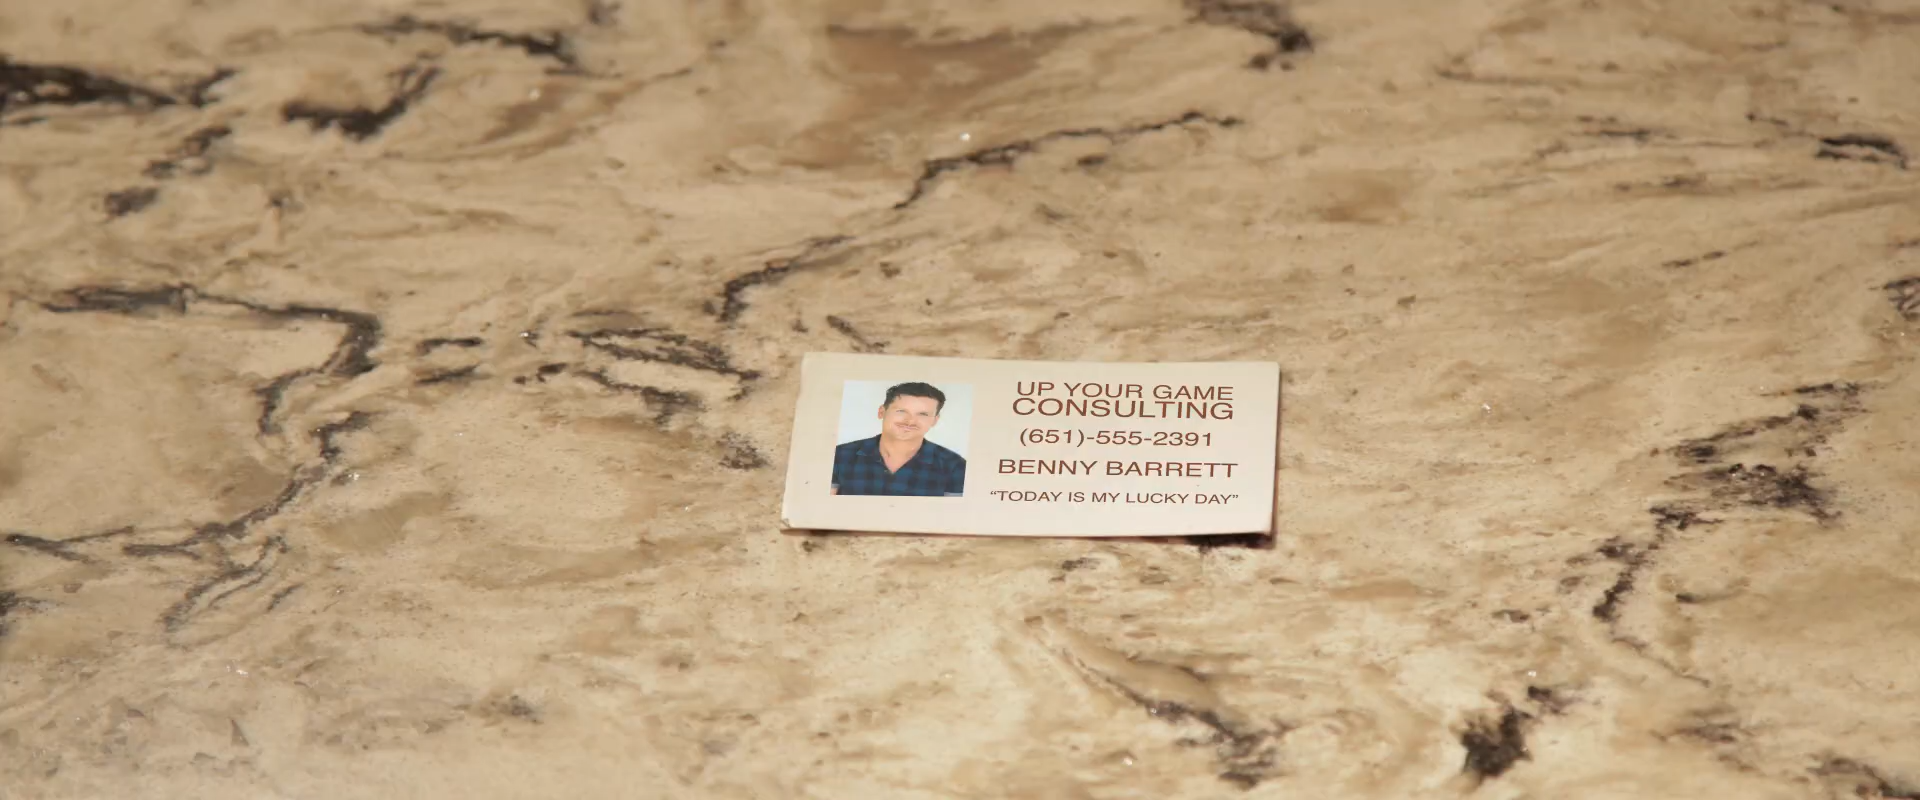 UP YOUR GAME
CONSULTING
(651)-555-2391
BENNY BARRETT
“TODAY IS MY LUCKY DAY”